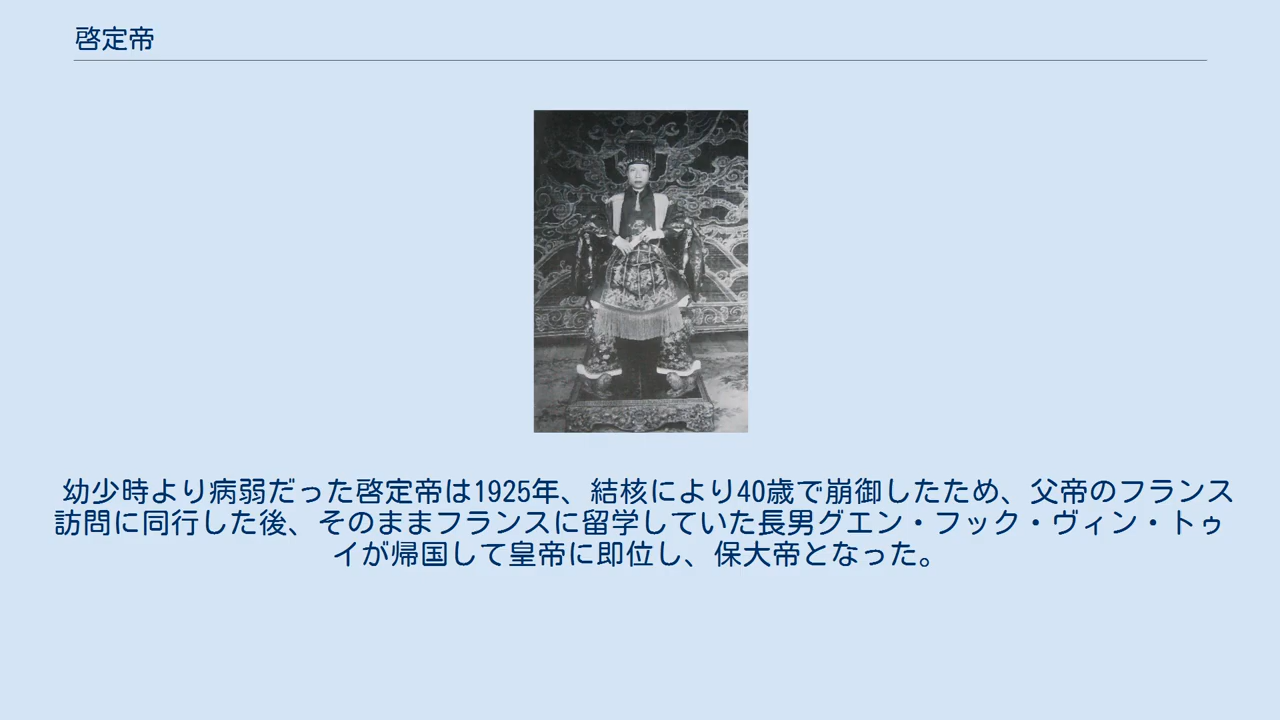 啓定帝
幼少時より病弱だった啓定帝は1925年、結核により40歳で崩御したため、父帝のフランス
訪問に同行した後、そのままフランスに留学していた長男グエン・フック・ヴィン・トゥ
イが帰国して皇帝に即位し、保大帝となった。